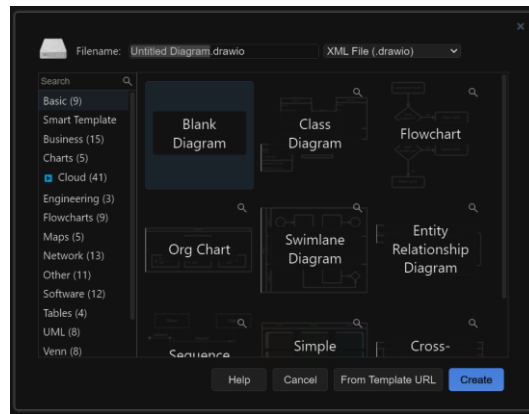 Filename:
Untitled Diagram.drawio
XML File (.drawio)
Search
Basic (9)
Smart Template
Business (15)
Charts (5)
Cloud (41)
Engineering (3)
Flowcharts (9)
Maps (5)
Network (13)
Other (11)
Software (12)
Tables (4)
UML (8)
Venn (8)
Blank
Diagram
Class
Diagram
Flowchart
Org Chart
Swimlane
Diagram
Entity
Relationship
Diagram
Sequence
Simple
Cross-
Help
Cancel
From Template URL
Create